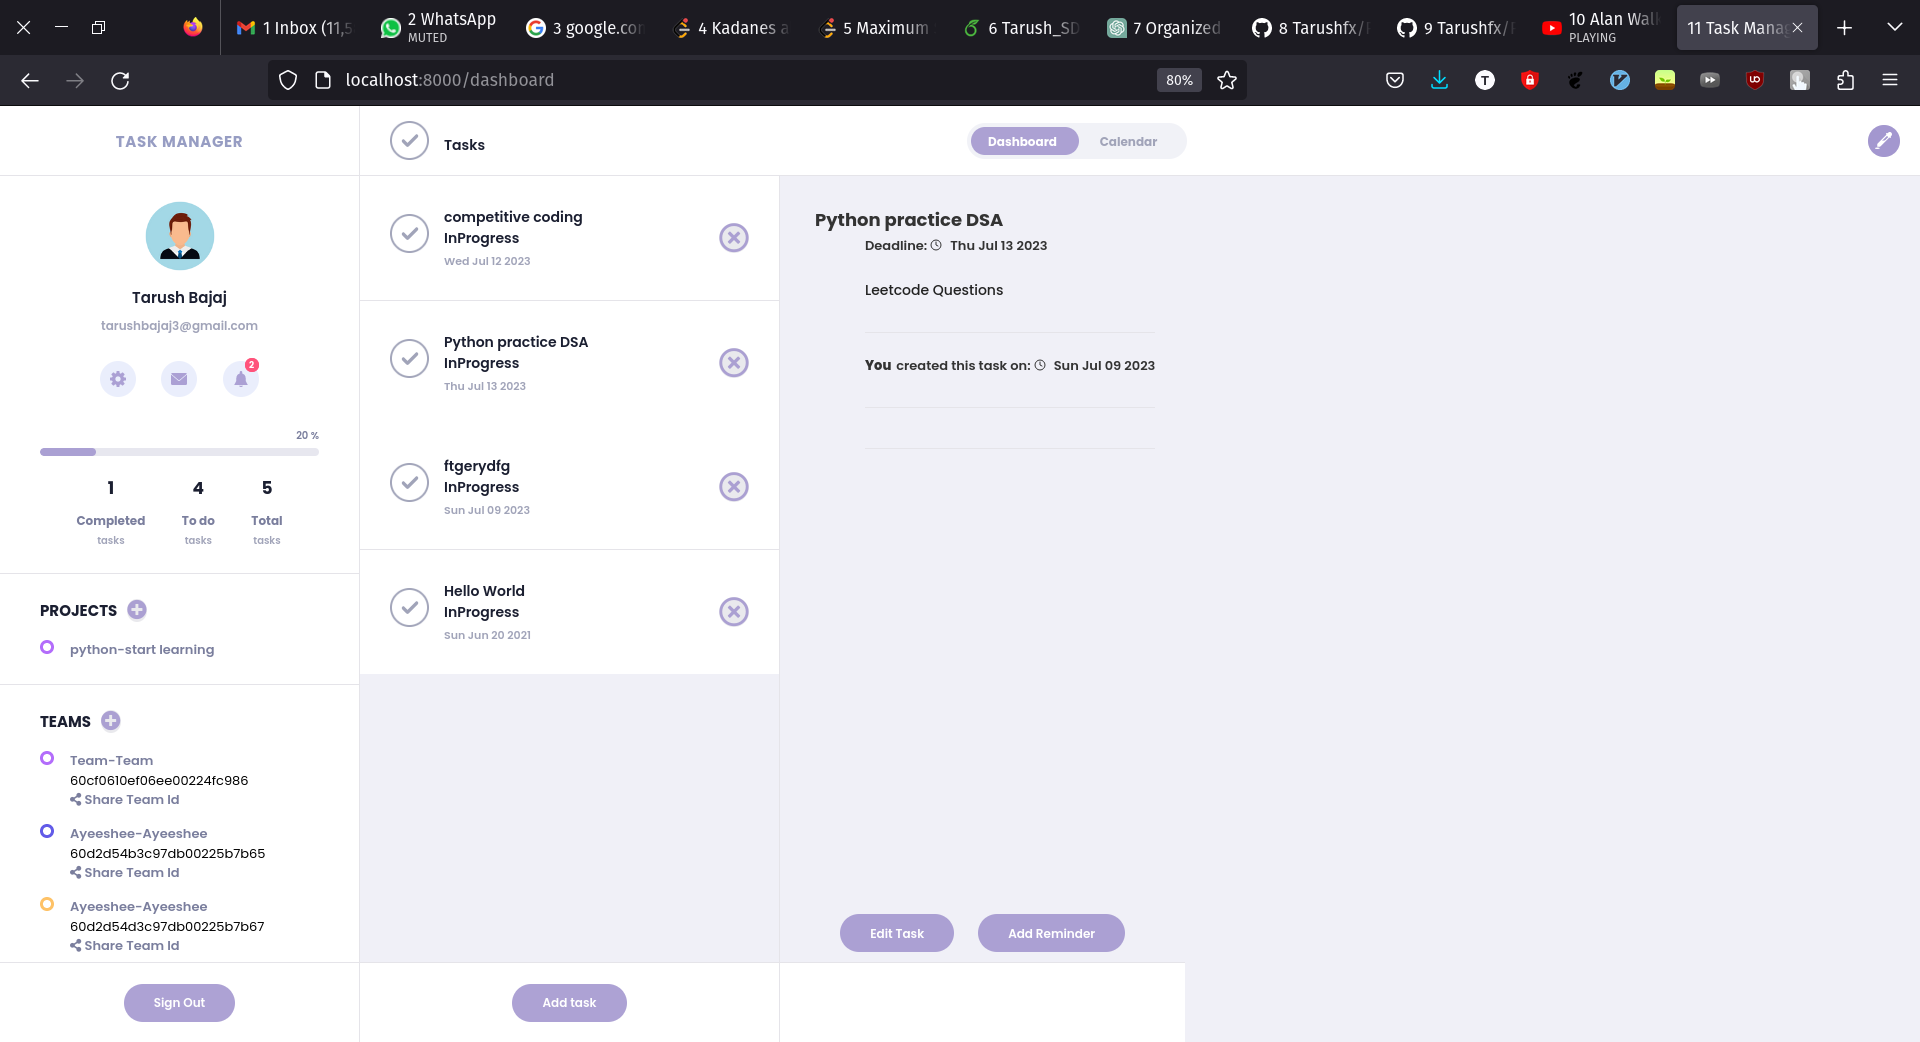 1 Inbox (11,5
2 WhatsApp
MUTED
3 google.com
4 Kadanes a
5 Maximum
6 Tarush_SD
7 Organized
8 Tarushfx/
9 Tarushfx/
10 Alan Walk
PLAYING
11 Task Manag
localhost:8000/dashboard
80%
TASK MANAGER
Tasks
Dashboard
Calendar
Tarush Bajaj
tarushbajaj3@gmail.com
2
20 %
1
4
5
Completed
To do
Total
tasks
tasks
tasks
PROJECTS
python-start learning
TEAMS
Team-Team
60cf0610ef06ee00224fc986
Share Team Id
Ayeeshee-Ayeeshee
60d2d54b3c97db00225b7b65
Share Team Id
Ayeeshee-Ayeeshee
60d2d54d3c97db00225b7b67
Share Team Id
Sign Out
competitive coding
InProgress
Wed Jul 12 2023
Python practice DSA
InProgress
Thu Jul 13 2023
ftgerydfg
InProgress
Sun Jul 09 2023
Hello World
InProgress
Sun Jun 20 2021
Add task
Python practice DSA
Deadline: Thu Jul 13 2023
Leetcode Questions
You created this task on: Sun Jul 09 2023
Edit Task
Add Reminder